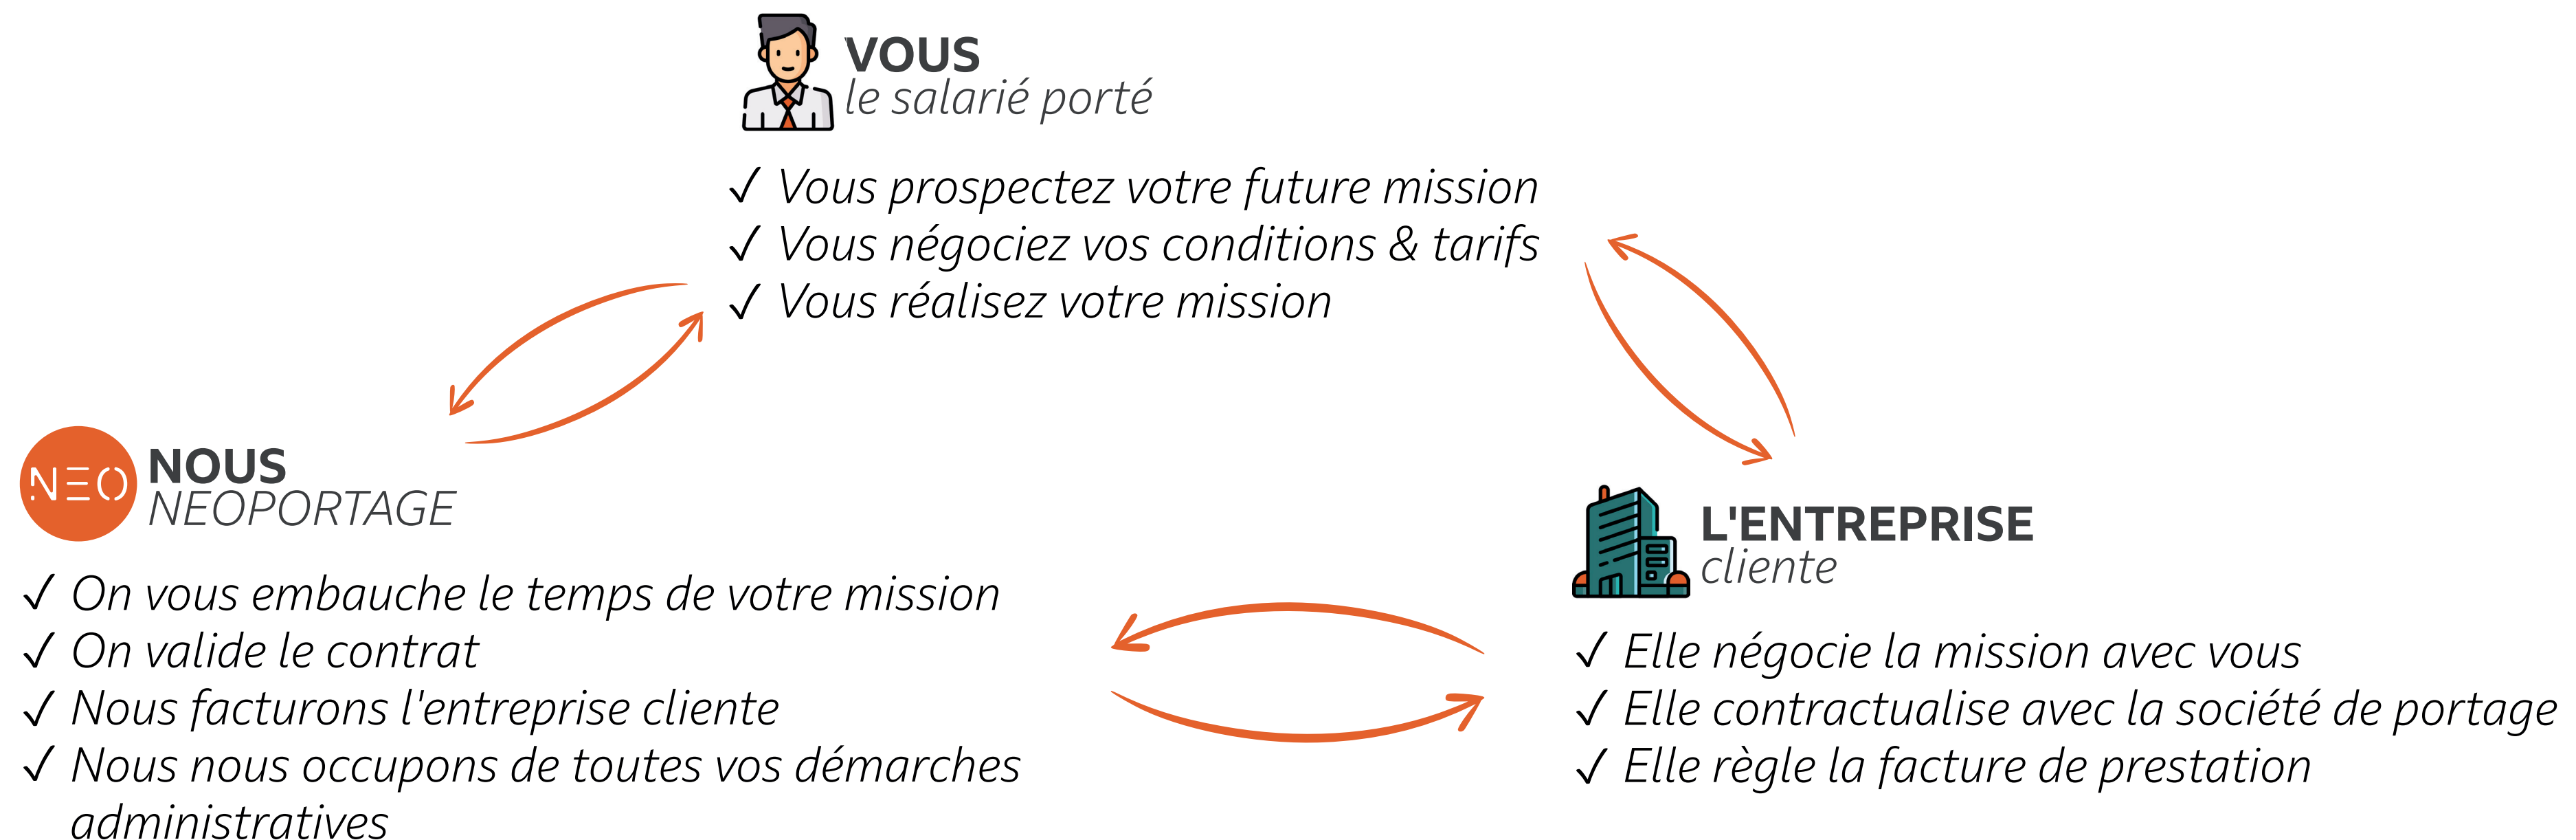 VOUS
le salarié porté
✓ Vous prospectez votre future mission
✓ Vous négociez vos conditions & tarifs
✓ Vous réalisez votre mission
NEO
NOUS
NEOPORTAGE
✓ On vous embauche le temps de votre mission
✓ On valide le contrat
✓ Nous facturons l'entreprise cliente
✓ Nous nous occupons de toutes vos démarches
administratives
L'ENTREPRISE
cliente
✓ Elle négocie la mission avec vous
✓ Elle contractualise avec la société de portage
✓ Elle règle la facture de prestation